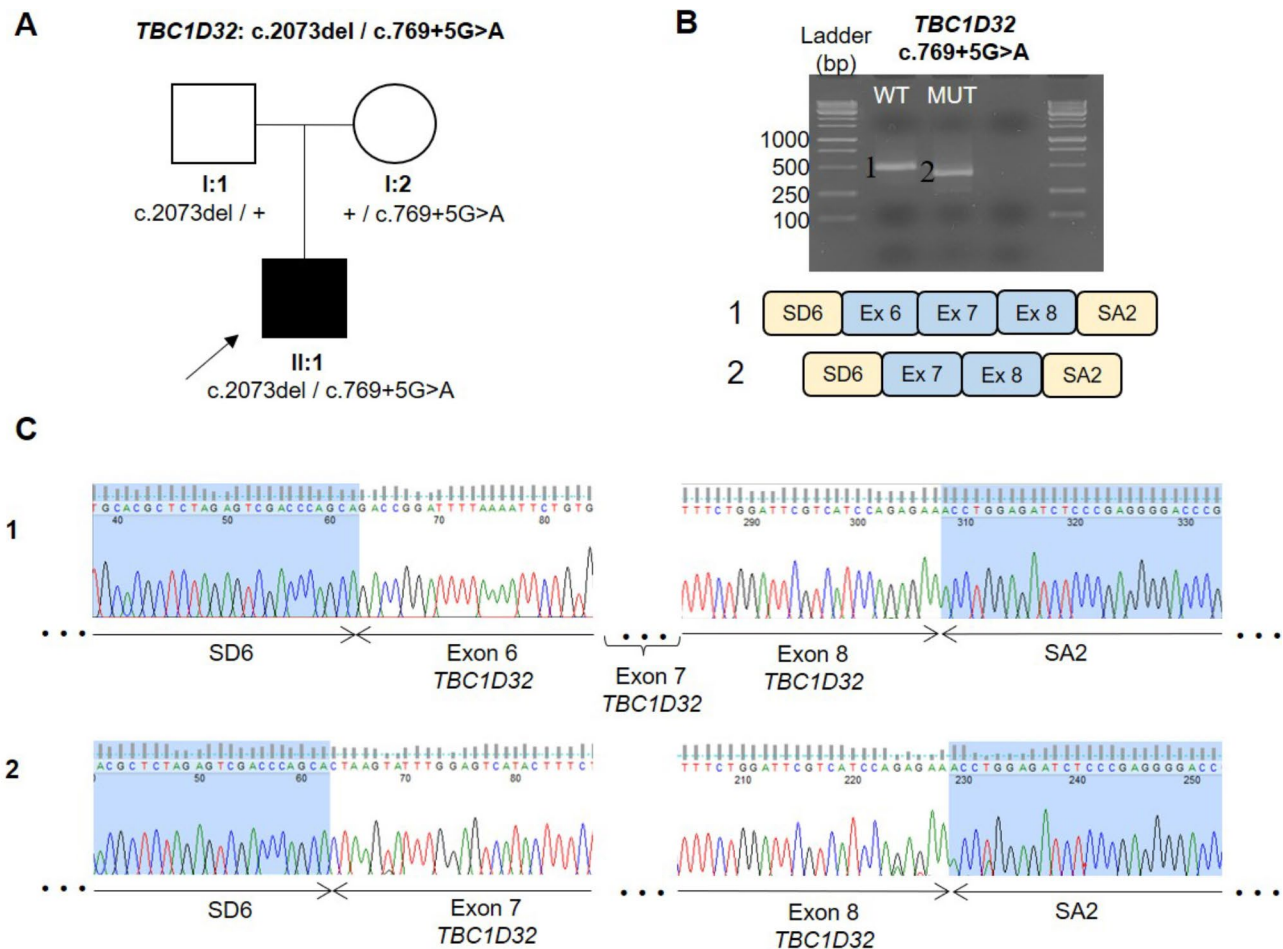 A
TBC1D32: c.2073del / c.769+5G>A
I:1
c.2073del / +
I:2
+ / c.769+5G>A
II:1
c.2073del / c.769+5G>A
B
Ladder
(bp)
TBC1D32
c.769+5G>A
WT
MUT
1000
500
250
100
1
2
1
SD6
Ex 6
Ex 7
Ex 8
SA2
2
SD6
Ex 7
Ex 8
SA2
C
1
TGCACGCTCTAGAGTCGACCCAGCAGACCGGATTTTAAAATTCTGTG
40 50 60 70 80
TTTCTGGATTCGTCATCCAGAGAAACCTGGAGATCTCCCGAGGGGACCCG
290 300 310 320 330
SD6
Exon 6
TBC1D32
Exon 7
TBC1D32
Exon 8
TBC1D32
SA2
2
ACGCTCTAGAGTCGACCCAGCACTAAGTATTTGGAGTCATACTTTCT
50 60 70 80
TTTCTGGATTCGTCATCCAGAGAAACCTGGAGATCTCCCGAGGGGACC
210 220 230 240 250
SD6
Exon 7
TBC1D32
Exon 8
TBC1D32
SA2